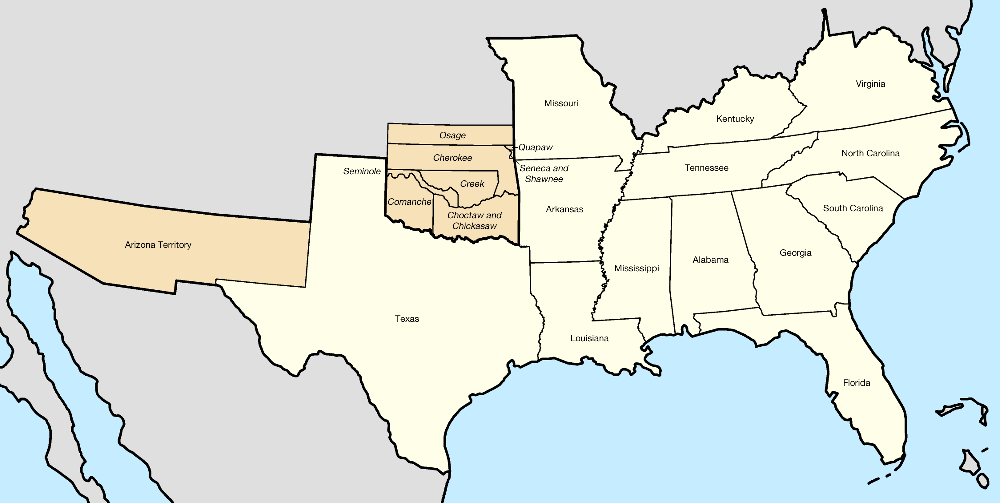 Virginia
Missouri
Kentucky
Osage
Quapaw
North Carolina
Cherokee
Tennessee
Seminole
Seneca and
Shawnee
Creek
Comanche
South Carolina
Arkansas
Choctaw and
Chickasaw
Arizona Territory
Georgia
Alabama
Mississippi
Texas
Louisiana
Florida